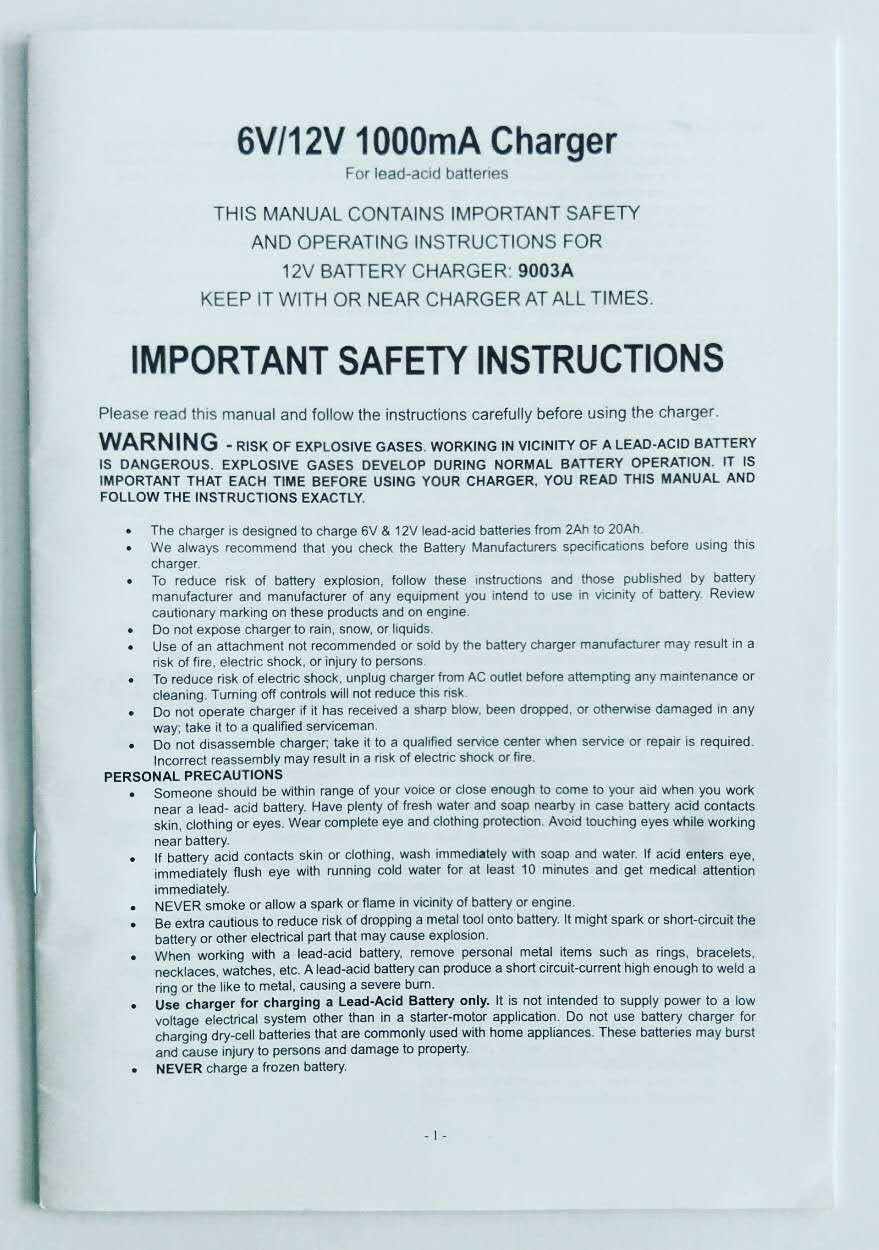 6V/12V 1000mA Charger
For lead-acid batteries
THIS MANUAL CONTAINS IMPORTANT SAFETY
AND OPERATING INSTRUCTIONS FOR
12V BATTERY CHARGER: 9003A
KEEP IT WITH OR NEAR CHARGER AT ALL TIMES.
IMPORTANT SAFETY INSTRUCTIONS
Please read this manual and follow the instructions carefully before using the charger.
WARNING - RISK OF EXPLOSIVE GASES. WORKING IN VICINITY OF A LEAD-ACID BATTERY
IS DANGEROUS. EXPLOSIVE GASES DEVELOP DURING NORMAL BATTERY OPERATION. IT IS
IMPORTANT THAT EACH TIME BEFORE USING YOUR CHARGER, YOU READ THIS MANUAL AND
FOLLOW THE INSTRUCTIONS EXACTLY.
• The charger is designed to charge 6V & 12V lead-acid batteries from 2Ah to 20Ah.
• We always recommend that you check the Battery Manufacturers specifications before using this
charger.
• To reduce risk of battery explosion, follow these instructions and those published by battery
manufacturer and manufacturer of any equipment you intend to use in vicinity of battery. Review
cautionary marking on these products and on engine.
• Do not expose charger to rain, snow, or liquids.
• Use of an attachment not recommended or sold by the battery charger manufacturer may result in a
risk of fire, electric shock, or injury to persons.
• To reduce risk of electric shock, unplug charger from AC outlet before attempting any maintenance or
cleaning. Turning off controls will not reduce this risk.
• Do not operate charger if it has received a sharp blow, been dropped, or otherwise damaged in any
way; take it to a qualified serviceman.
• Do not disassemble charger; take it to a qualified service center when service or repair is required.
Incorrect reassembly may result in a risk of electric shock or fire.
PERSONAL PRECAUTIONS
• Someone should be within range of your voice or close enough to come to your aid when you work
near a lead- acid battery. Have plenty of fresh water and soap nearby in case battery acid contacts
skin, clothing or eyes. Wear complete eye and clothing protection. Avoid touching eyes while working
near battery.
• If battery acid contacts skin or clothing, wash immediately with soap and water. If acid enters eye,
immediately flush eye with running cold water for at least 10 minutes and get medical attention
immediately.
• NEVER smoke or allow a spark or flame in vicinity of battery or engine.
• Be extra cautious to reduce risk of dropping a metal tool onto battery. It might spark or short-circuit the
battery or other electrical part that may cause explosion.
• When working with a lead-acid battery, remove personal metal items such as rings, bracelets,
necklaces, watches, etc. A lead-acid battery can produce a short circuit-current high enough to weld a
ring or the like to metal, causing a severe burn.
• Use charger for charging a Lead-Acid Battery only. It is not intended to supply power to a low
voltage electrical system other than in a starter-motor application. Do not use battery charger for
charging dry-cell batteries that are commonly used with home appliances. These batteries may burst
and cause injury to persons and damage to property.
• NEVER charge a frozen battery.
- 1 -